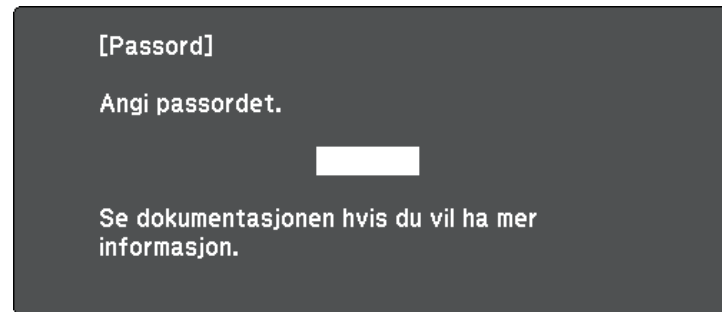 [Passord]
Angi passordet.
Se dokumentasjonen hvis du vil ha mer
informasjon.